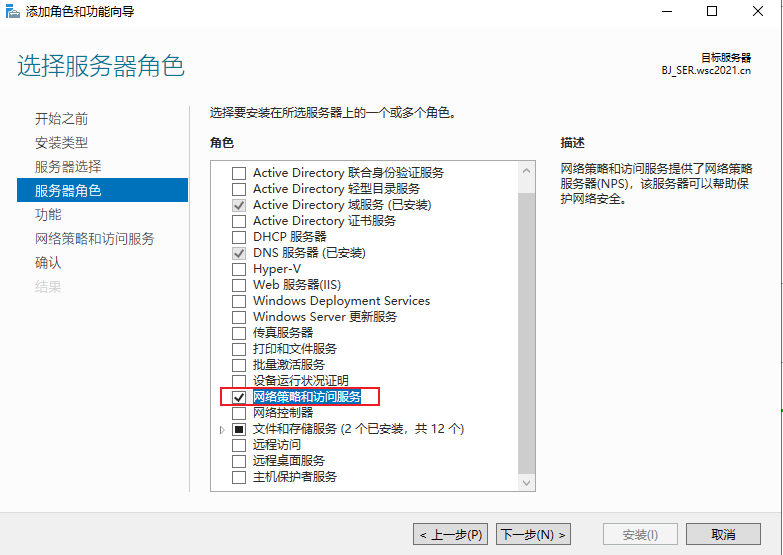 添加角色和功能向导
选择服务器角色
目标服务器
BJ_SER.wsc2021.cn
开始之前
安装类型
服务器选择
服务器角色
功能
网络策略和访问服务
确认
结果
选择要安装在所选服务器上的一个或多个角色。
角色
Active Directory 联合身份验证服务
Active Directory 轻型目录服务
Active Directory 域服务 (已安装)
Active Directory 证书服务
DHCP 服务器
DNS 服务器 (已安装)
Hyper-V
Web 服务器(IIS)
Windows Deployment Services
Windows Server 更新服务
传真服务器
打印和文件服务
批量激活服务
设备运行状况证明
网络策略和访问服务
网络控制器
文件和存储服务 (2 个已安装，共 12 个)
远程访问
远程桌面服务
主机保护者服务
描述
网络策略和访问服务提供了网络策略
服务器(NPS)，该服务器可以帮助保
护网络安全。
< 上一步(P)
下一步(N) >
安装(I)
取消